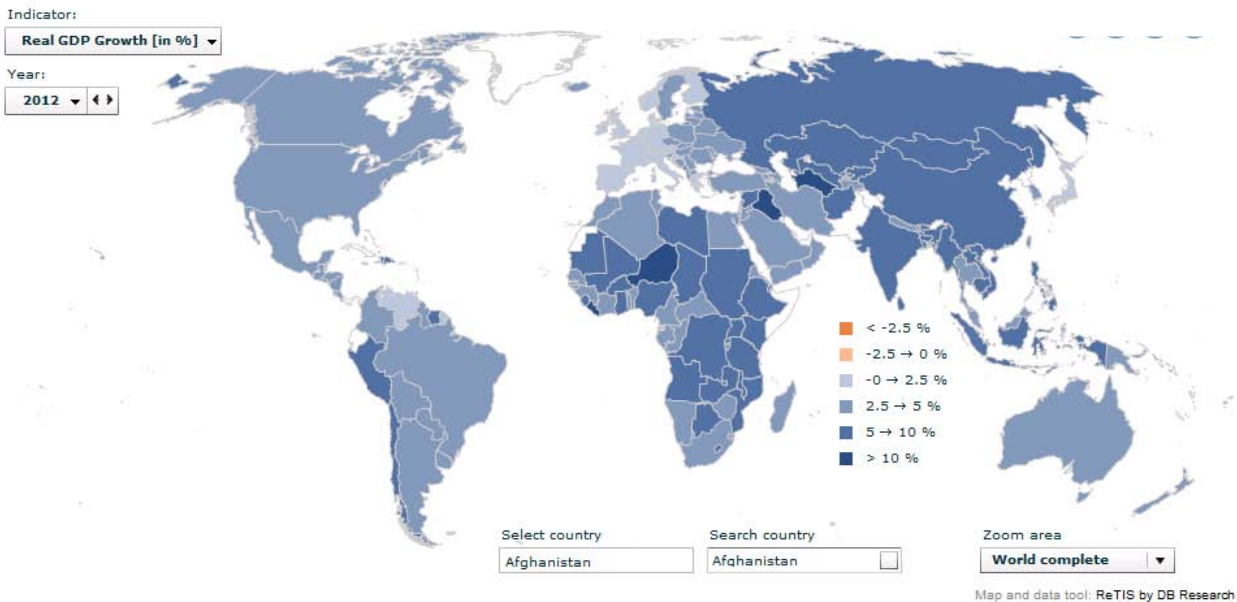 Indicator:
Real GDP Growth [in %]
Year:
2012
< -2.5 %
-2.5 → 0 %
-0 → 2.5 %
2.5 → 5 %
5 → 10 %
> 10 %
Select country
Search country
Zoom area
Afghanistan
Afghanistan
World complete
Map and data tool: ReTIS by DB Research